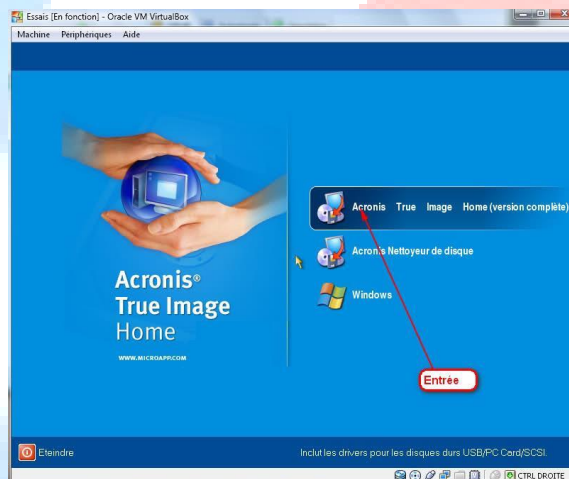 Essais [En fonction] - Oracle VM VirtualBox
Machine Périphériques Aide
Acronis True Image Home (version complète)
Acronis Nettoyeur de disque
Windows
Acronis®
True Image
Home
WWW.MICROAPP.COM
Entrée
Eteindre
Inclut les drivers pour les disques durs USB/PC Card/SCSI.
CTRL DROITE